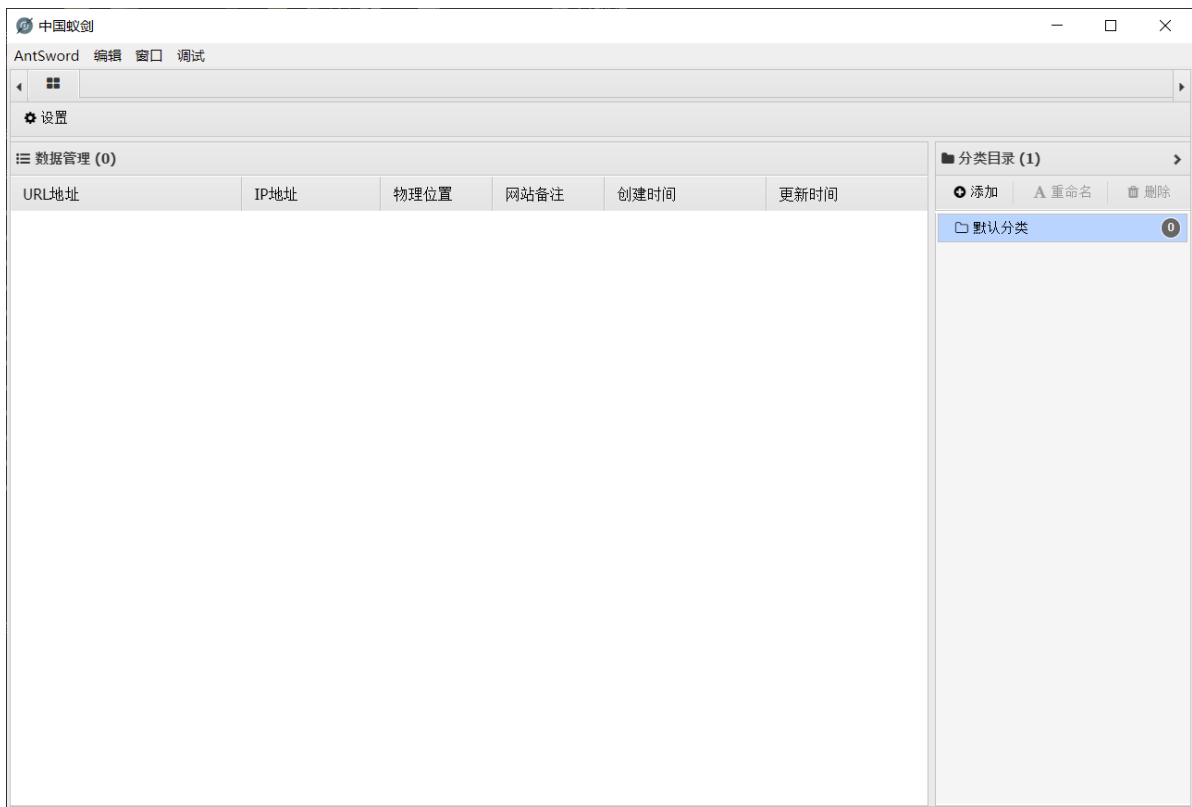 中国蚁剑
AntSword 编辑 窗口 调试
设置
数据管理 (0)
URL地址 IP地址 物理位置 网站备注 创建时间 更新时间
分类目录 (1)
添加 A 重命名 删除
默认分类 0